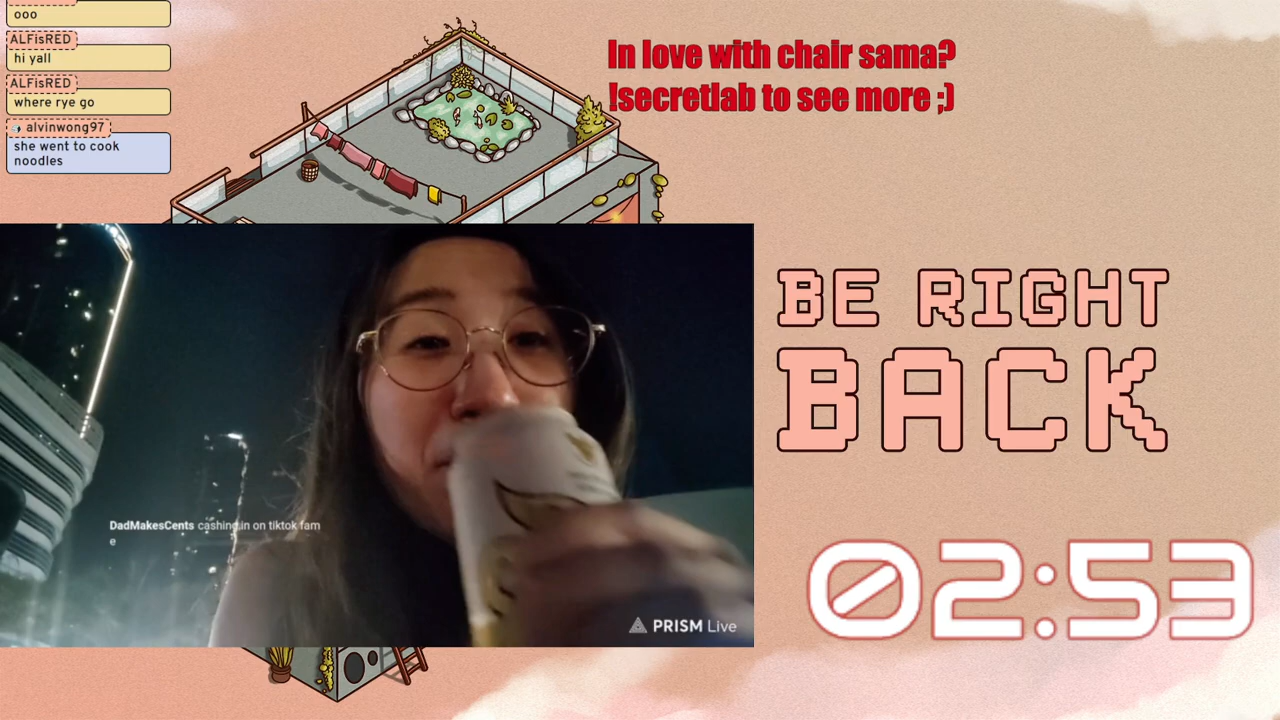 ooo
ALFisRED
hi yall
ALFisRED
where rye go
alvinwong97
she went to cook
noodles
In love with chair sama?
!secretlab to see more ;)
BE RIGHT
BACK
DadMakesCents cashing in on tiktok fam
e
PRISM Live
02:53